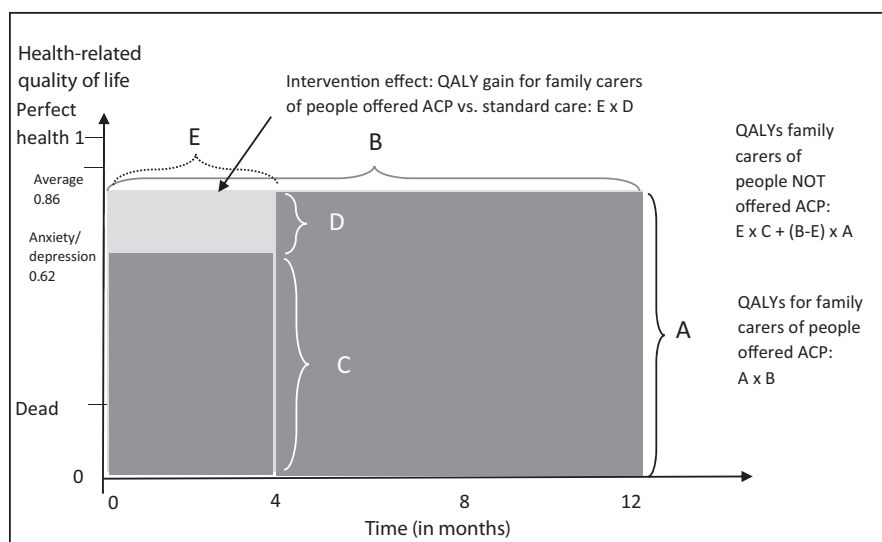 Health-related
quality of life
Perfect
health 1
Average
0.86
Anxiety/
depression
0.62
Dead
0
Intervention effect: QALY gain for family carers
of people offered ACP vs. standard care: E x D
E
B
D
C
A
QALYs family
carers of
people NOT
offered ACP:
E x C + (B-E) x A
QALYs for family
carers of people
offered ACP:
A x B
0
4
8
12
Time (in months)